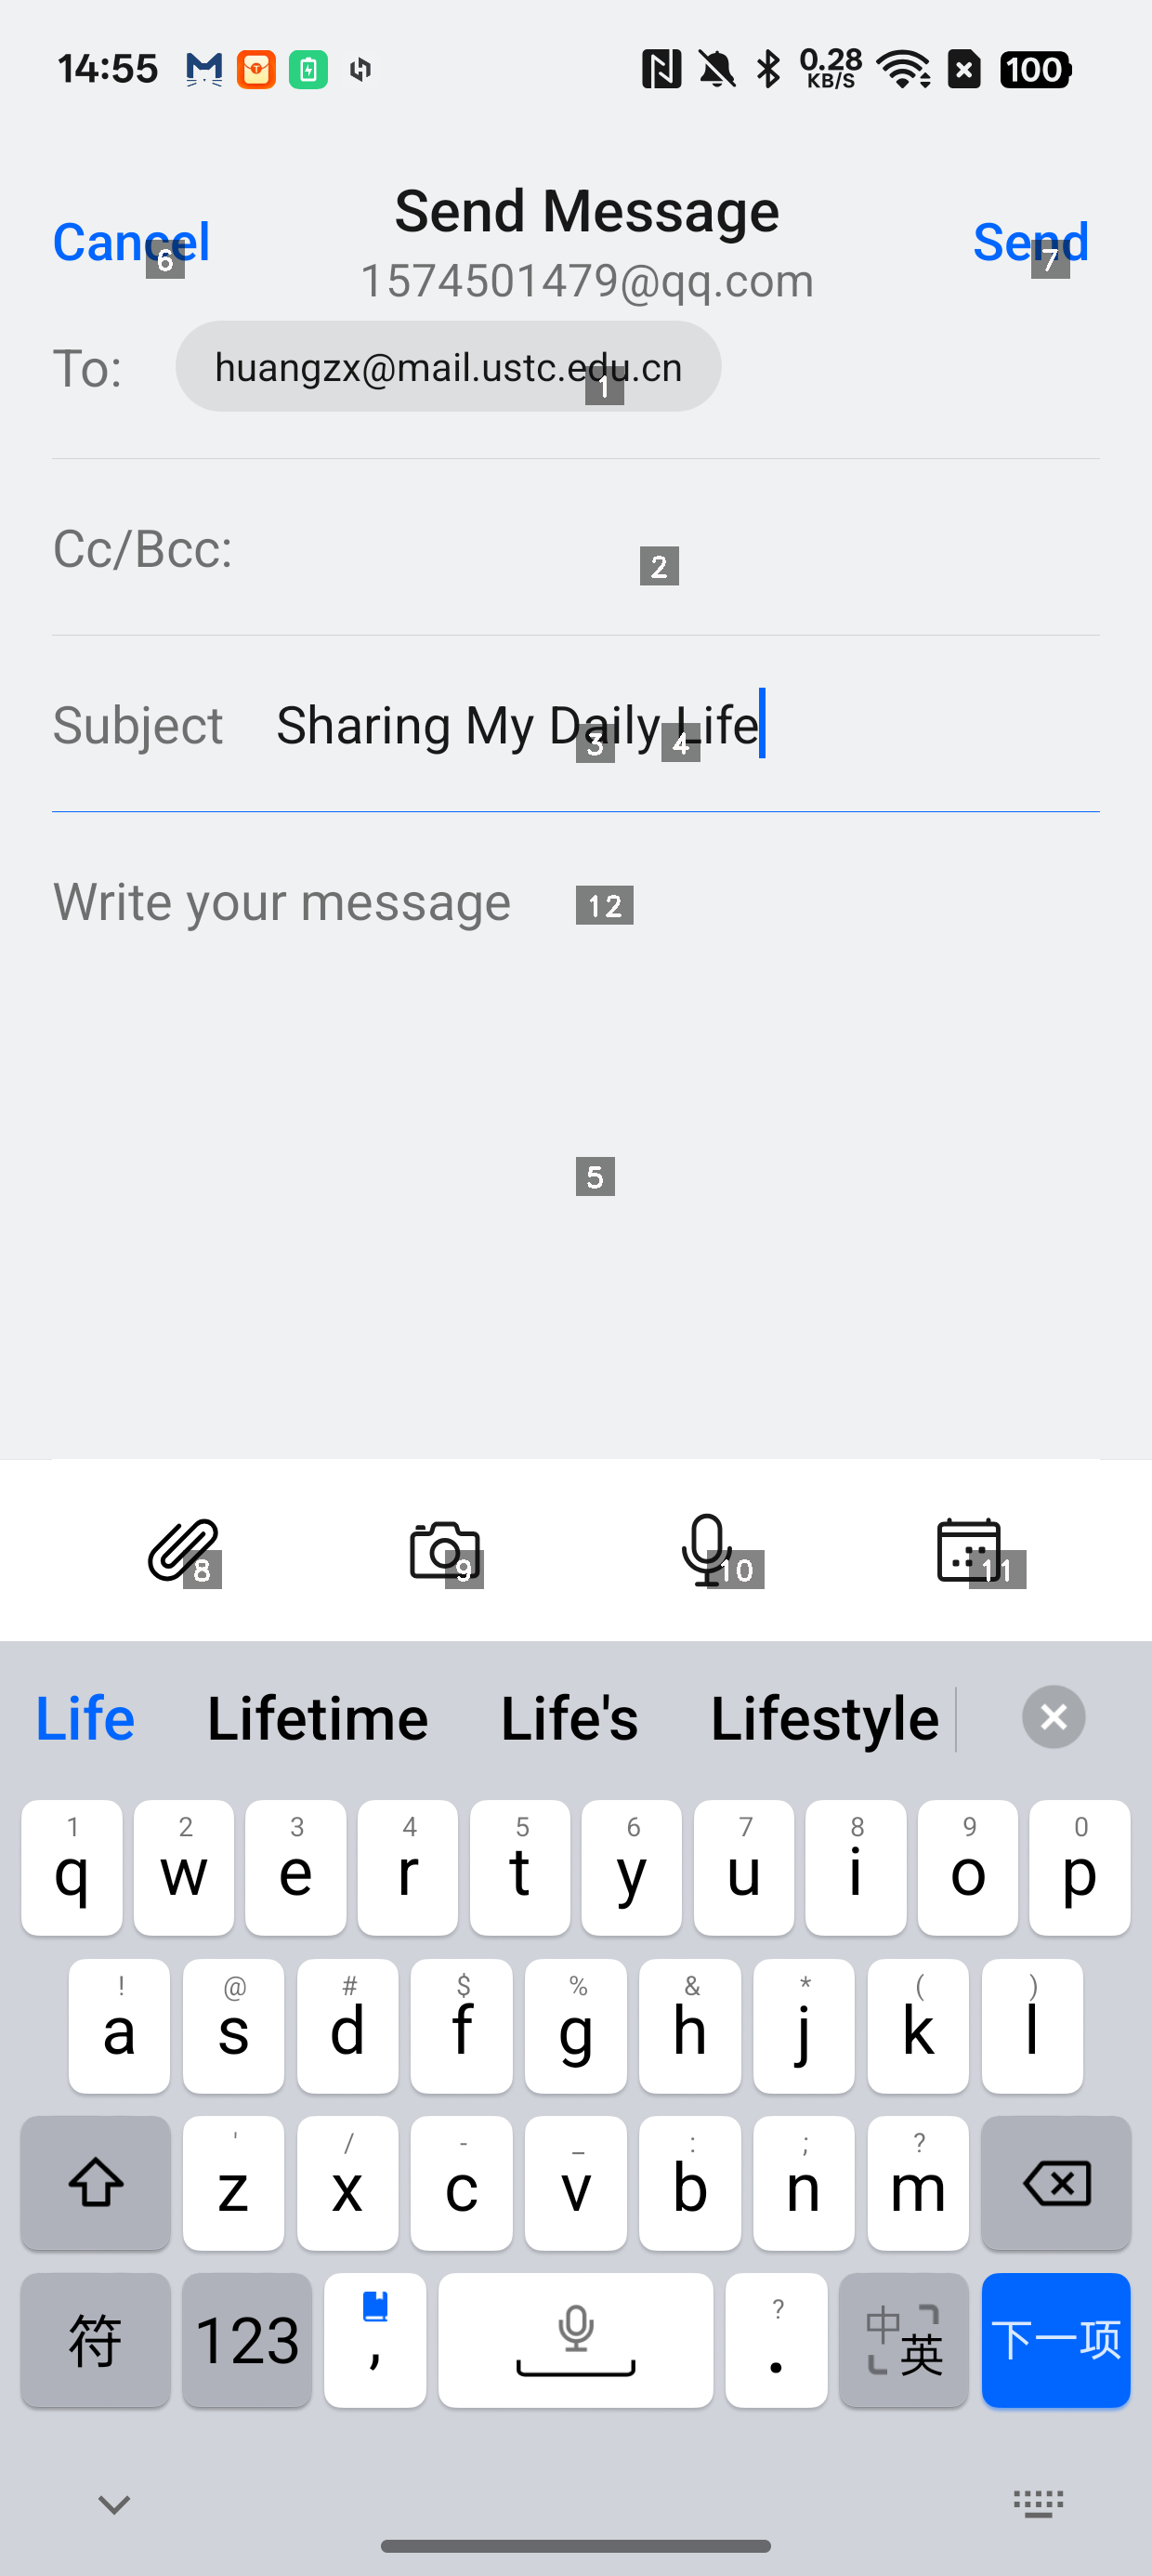 14:55
0.28
KB/S
100
Send Message
Cancel
6
Send
7
1574501479@qq.com
To:
huangzx@mail.ustc.edu.cn
1
Cc/Bcc:
2
Subject
Sharing My Daily Life
3
4
Write your message
12
5
8
9
10
11
Life Lifetime Life's Lifestyle
1 2 3 4 5 6 7 8 9 0
q w e r t y u i o p
! @ # $ % & * ( )
a s d f g h j k l
' / - _ : ; ?
z x c v b n m
?
符 123 , . 中英 下一项